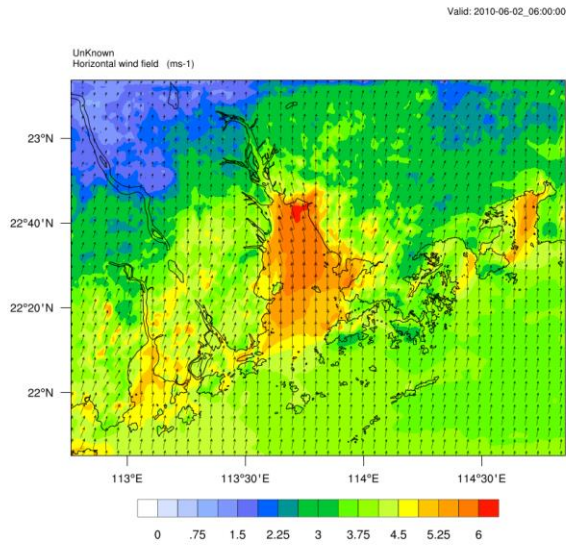 Valid: 2010-06-02_06:00:00
UnKnown
Horizontal wind field (ms-1)
23°N
22°40'N
22°20'N
22°N
113°E
113°30'E
114°E
114°30'E
0 .75 1.5 2.25 3 3.75 4.5 5.25 6